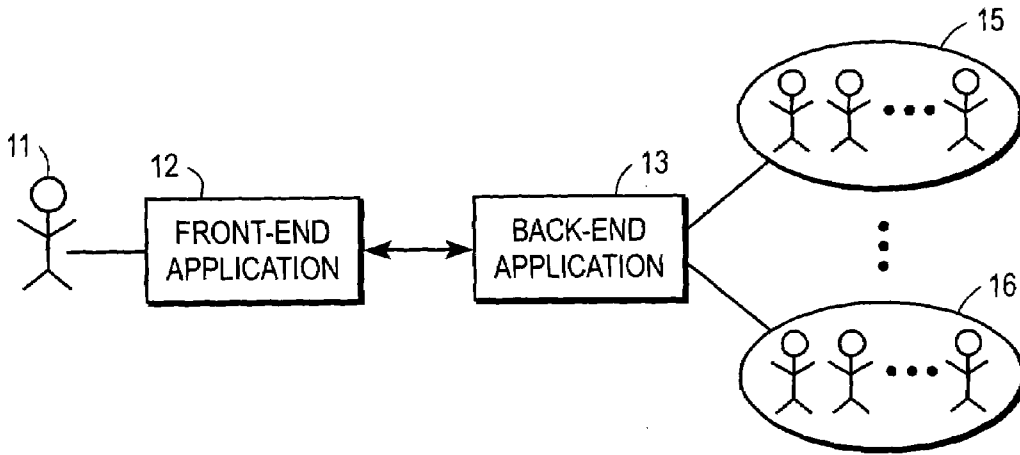 15
11
12
13
FRONT-END
APPLICATION
BACK-END
APPLICATION
16